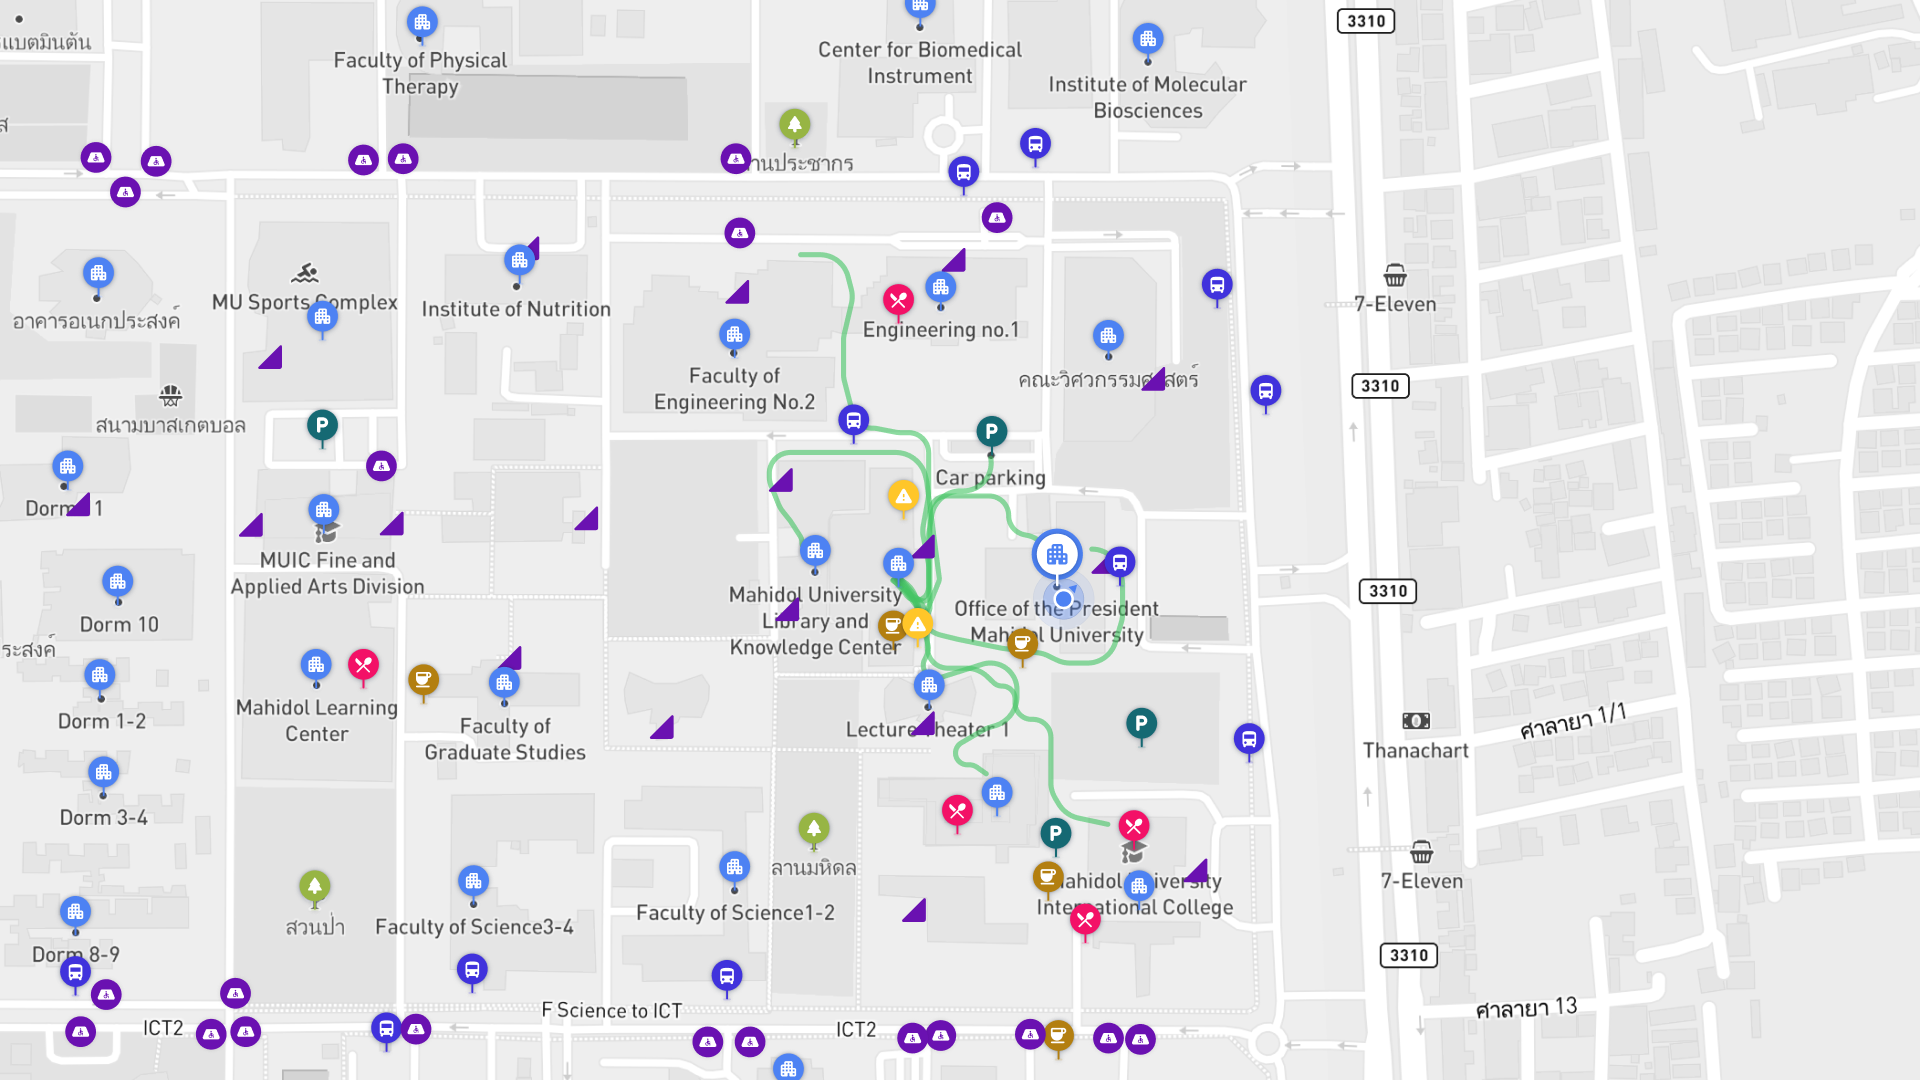 3310
Faculty of Physical
Therapy
Center for Biomedical
Instrument
Institute of Molecular
Biosciences
านประชากร
อาคารอเนกประสงค์
MU Sports Complex
Institute of Nutrition
Engineering no.1
7-Eleven
Faculty of
Engineering No.2
คณะวิศวกรรมศาสตร์
3310
สนามบาสเกตบอล
P
P
Car parking
MUIC Fine and
Applied Arts Division
Dorm 10
Mahidol University
Library and
Knowledge Center
Office of the President
Mahidol University
3310
ระสงค์
Dorm 1-2
Mahidol Learning
Center
Faculty of
Graduate Studies
Lecture Theater 1
P
Thanachart
ศาลายา 1/1
Dorm 3-4
P
ลานมหิดล
7-Eleven
Mahidol University
International College
สวนป่า
Faculty of Science3-4
Faculty of Science1-2
Dorm 8-9
3310
ICT2
F Science to ICT
ICT2
ศาลายา 13